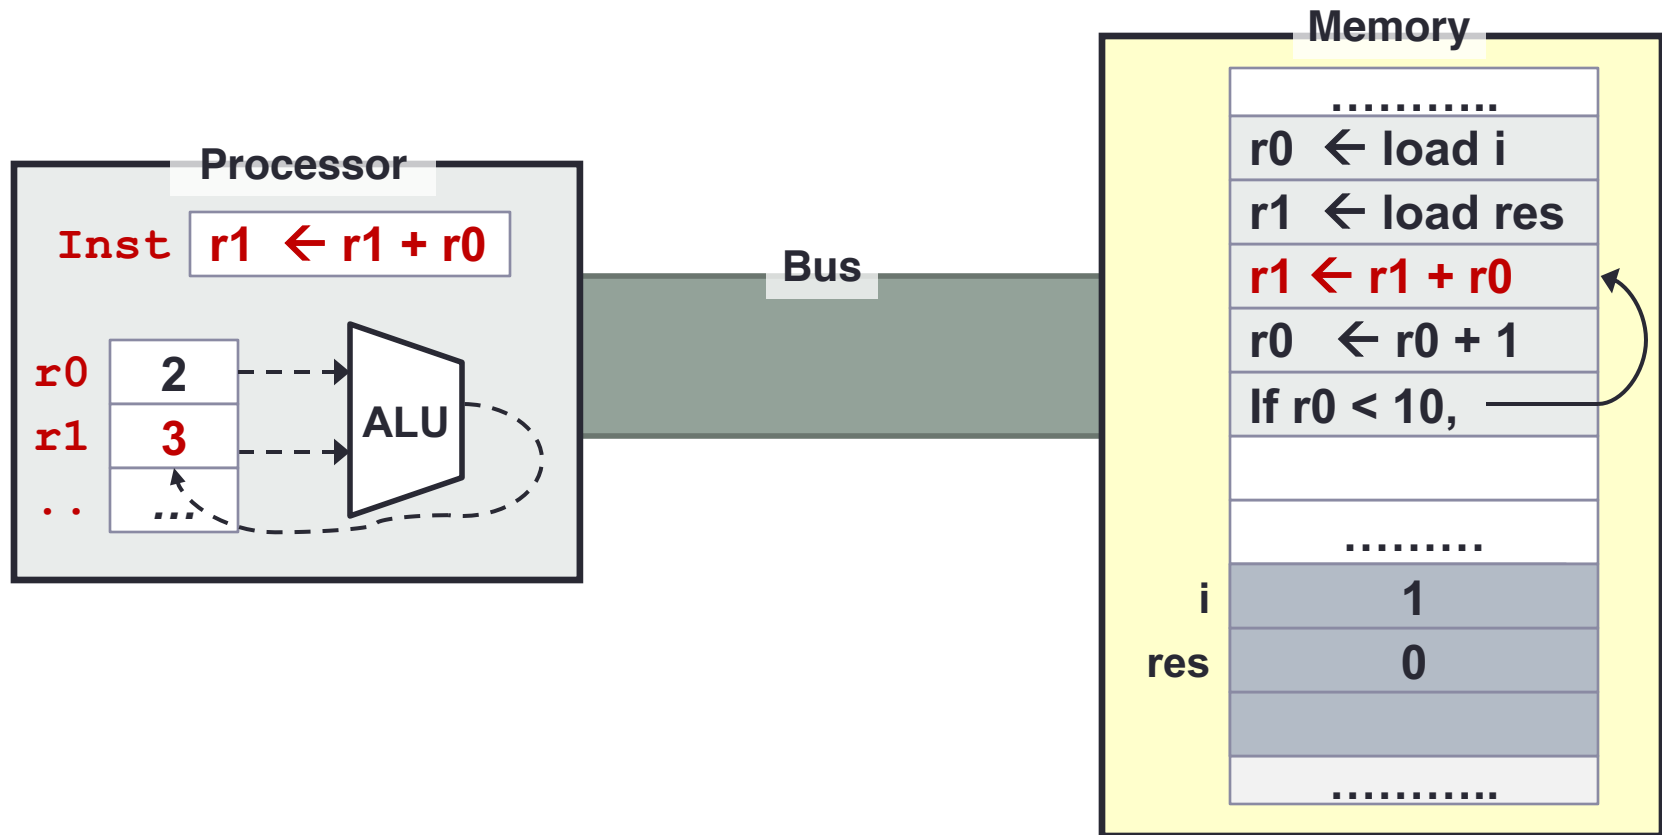 Processor
Inst r1 ← r1 + r0
r0 2
r1 3
.. ...
ALU
Bus
Memory
...........
r0 ← load i
r1 ← load res
r1 ← r1 + r0
r0 ← r0 + 1
If r0 < 10,
.........
i 1
res 0
...........